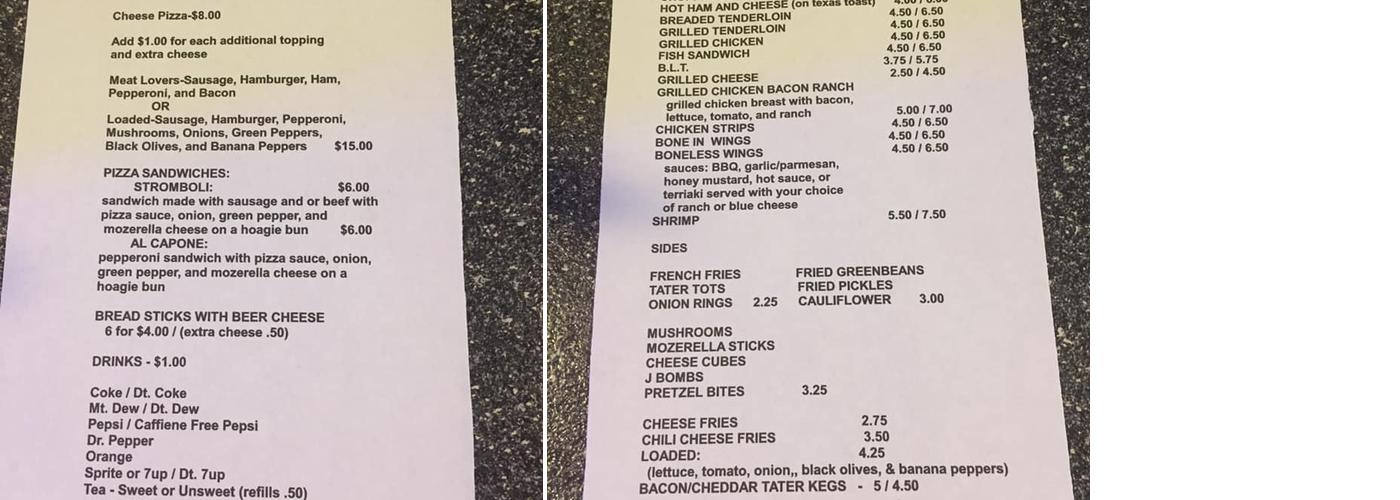 Cheese Pizza-$8.00
Add $1.00 for each additional topping
and extra cheese
Meat Lovers-Sausage, Hamburger, Ham,
Pepperoni, and Bacon
OR
Loaded-Sausage, Hamburger, Pepperoni,
Mushrooms, Onions, Green Peppers,
Black Olives, and Banana Peppers $15.00
PIZZA SANDWICHES:
STROMBOLI: $6.00
sandwich made with sausage and or beef with
pizza sauce, onion, green pepper, and
mozerella cheese on a hoagie bun $6.00
AL CAPONE:
pepperoni sandwich with pizza sauce, onion,
green pepper, and mozerella cheese on a
hoagie bun
BREAD STICKS WITH BEER CHEESE
6 for $4.00 / (extra cheese .50)
DRINKS - $1.00
Coke / Dt. Coke
Mt. Dew / Dt. Dew
Pepsi / Caffiene Free Pepsi
Dr. Pepper
Orange
Sprite or 7up / Dt. 7up
Tea - Sweet or Unsweet (refills .50)
HOT HAM AND CHEESE (on texas toast)
BREADED TENDERLOIN 4.50 / 6.50
GRILLED TENDERLOIN 4.50 / 6.50
GRILLED CHICKEN 4.50 / 6.50
FISH SANDWICH 4.50 / 6.50
B.L.T. 3.75 / 5.75
GRILLED CHEESE 2.50 / 4.50
GRILLED CHICKEN BACON RANCH
grilled chicken breast with bacon,
lettuce, tomato, and ranch 5.00 / 7.00
CHICKEN STRIPS 4.50 / 6.50
BONE IN WINGS 4.50 / 6.50
BONELESS WINGS 4.50 / 6.50
sauces: BBQ, garlic/parmesan,
honey mustard, hot sauce, or
terriaki served with your choice
of ranch or blue cheese
SHRIMP 5.50 / 7.50
SIDES
FRENCH FRIES FRIED GREENBEANS
TATER TOTS FRIED PICKLES
ONION RINGS 2.25 CAULIFLOWER 3.00
MUSHROOMS
MOZERELLA STICKS
CHEESE CUBES
J BOMBS
PRETZEL BITES 3.25
CHEESE FRIES 2.75
CHILI CHEESE FRIES 3.50
LOADED: 4.25
(lettuce, tomato, onion,, black olives, & banana peppers)
BACON/CHEDDAR TATER KEGS - 5 / 4.50